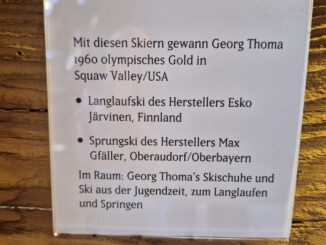 Mit diesen Skiern gewann Georg Thoma
1960 olympisches Gold in
Squaw Valley/USA
• Langlaufski des Herstellers Esko
Järvinen, Finnland
• Sprungski des Herstellers Max
Gfäller, Oberaudorf/Oberbayern
Im Raum: Georg Thoma's Skischuhe und
Ski aus der Jugendzeit, zum Langlaufen
und Springen